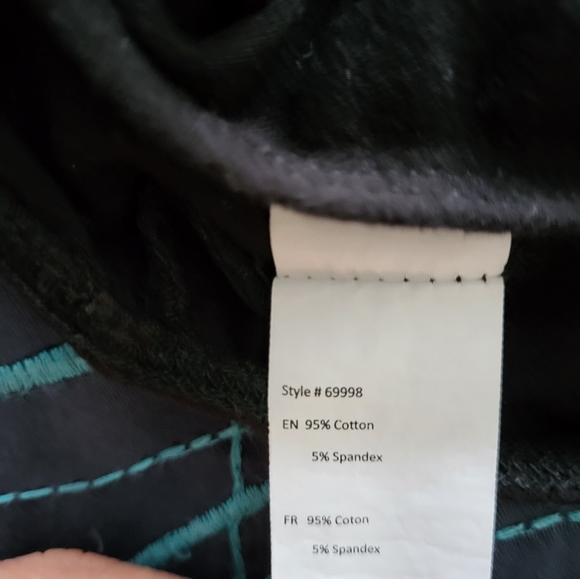 Style # 69998
EN 95% Cotton
5% Spandex
FR 95% Coton
5% Spandex